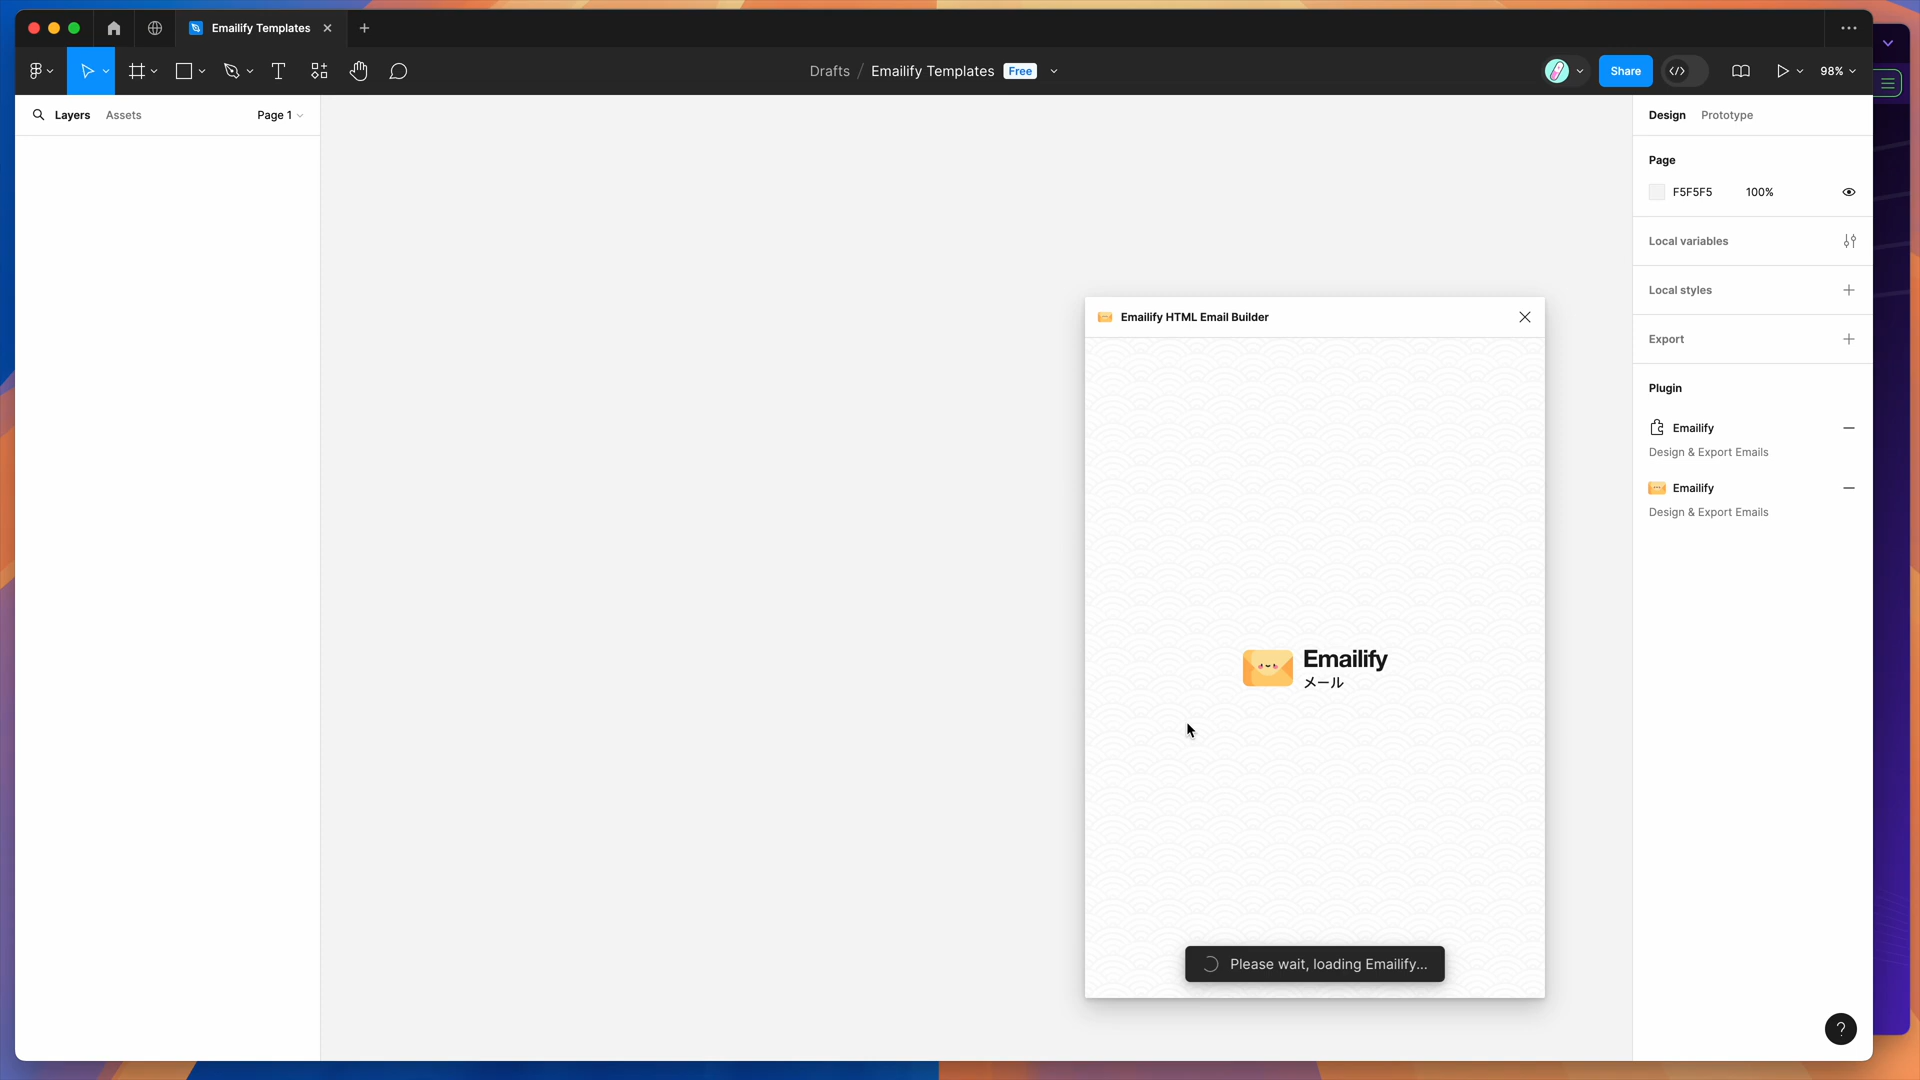 Emailify Templates
Drafts / Emailify Templates Free
Share
98%
Layers Assets Page 1
Design Prototype
Page
F5F5F5 100%
Local variables
Local styles
Export
Plugin
Emailify
Design & Export Emails
Emailify
Design & Export Emails
Emailify HTML Email Builder
Emailify
メール
Please wait, loading Emailify...
?